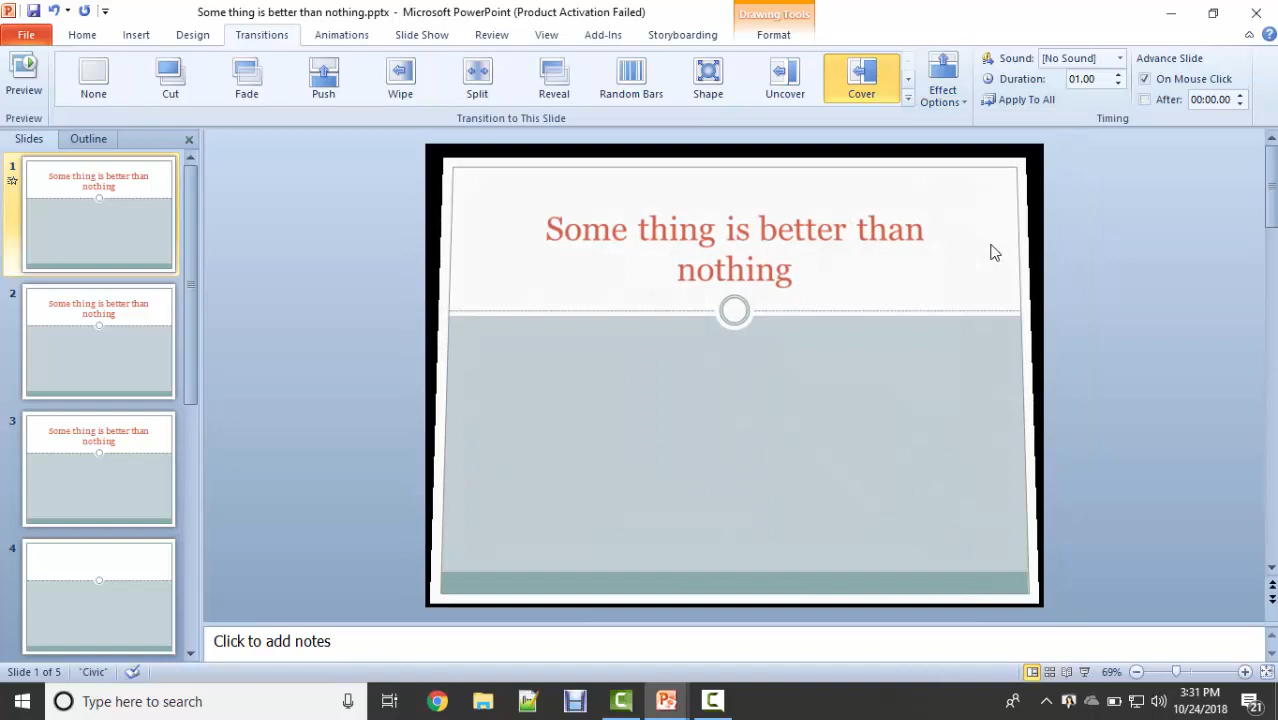 Some thing is better than nothing.pptx - Microsoft PowerPoint (Product Activation Failed)
Drawing Tools
File Home Insert Design Transitions Animations Slide Show Review View Add-Ins Storyboarding Format
Preview
None Cut Fade Push Wipe Split Reveal Random Bars Shape Uncover Cover
Effect Options
Sound: [No Sound]
Duration: 01.00
Apply To All
Advance Slide
On Mouse Click
After: 00:00.00
Preview Transition to This Slide Timing
Slides Outline
1
Some thing is better than
nothing
2
Some thing is better than
nothing
3
Some thing is better than
nothing
4
Some thing is better than
nothing
Click to add notes
Slide 1 of 5 "Civic" 69%
Type here to search
3:31 PM
10/24/2018
21